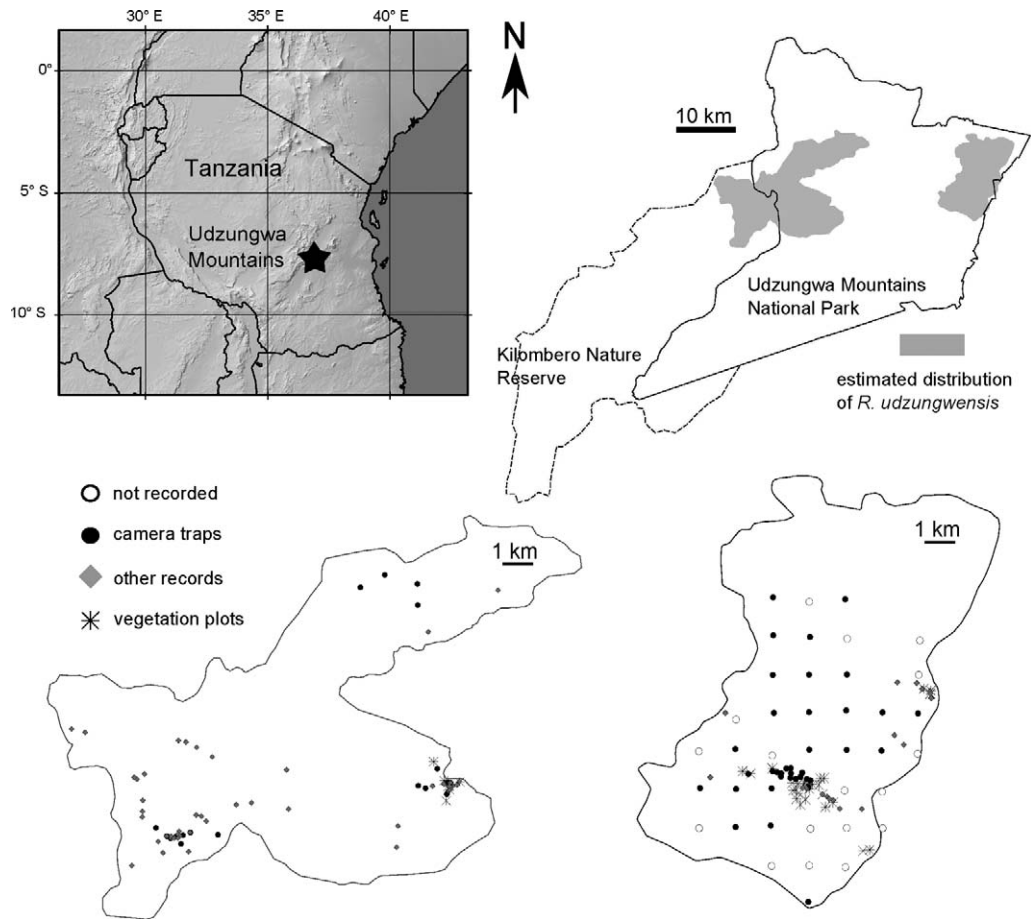 30° E
35° E
40° E
0°
5° S
10° S
Tanzania
Udzungwa
Mountains
N
10 km
Udzungwa Mountains
National Park
Kilombero Nature
Reserve
estimated distribution
of R. udzungwensis
not recorded
camera traps
other records
vegetation plots
1 km
1 km